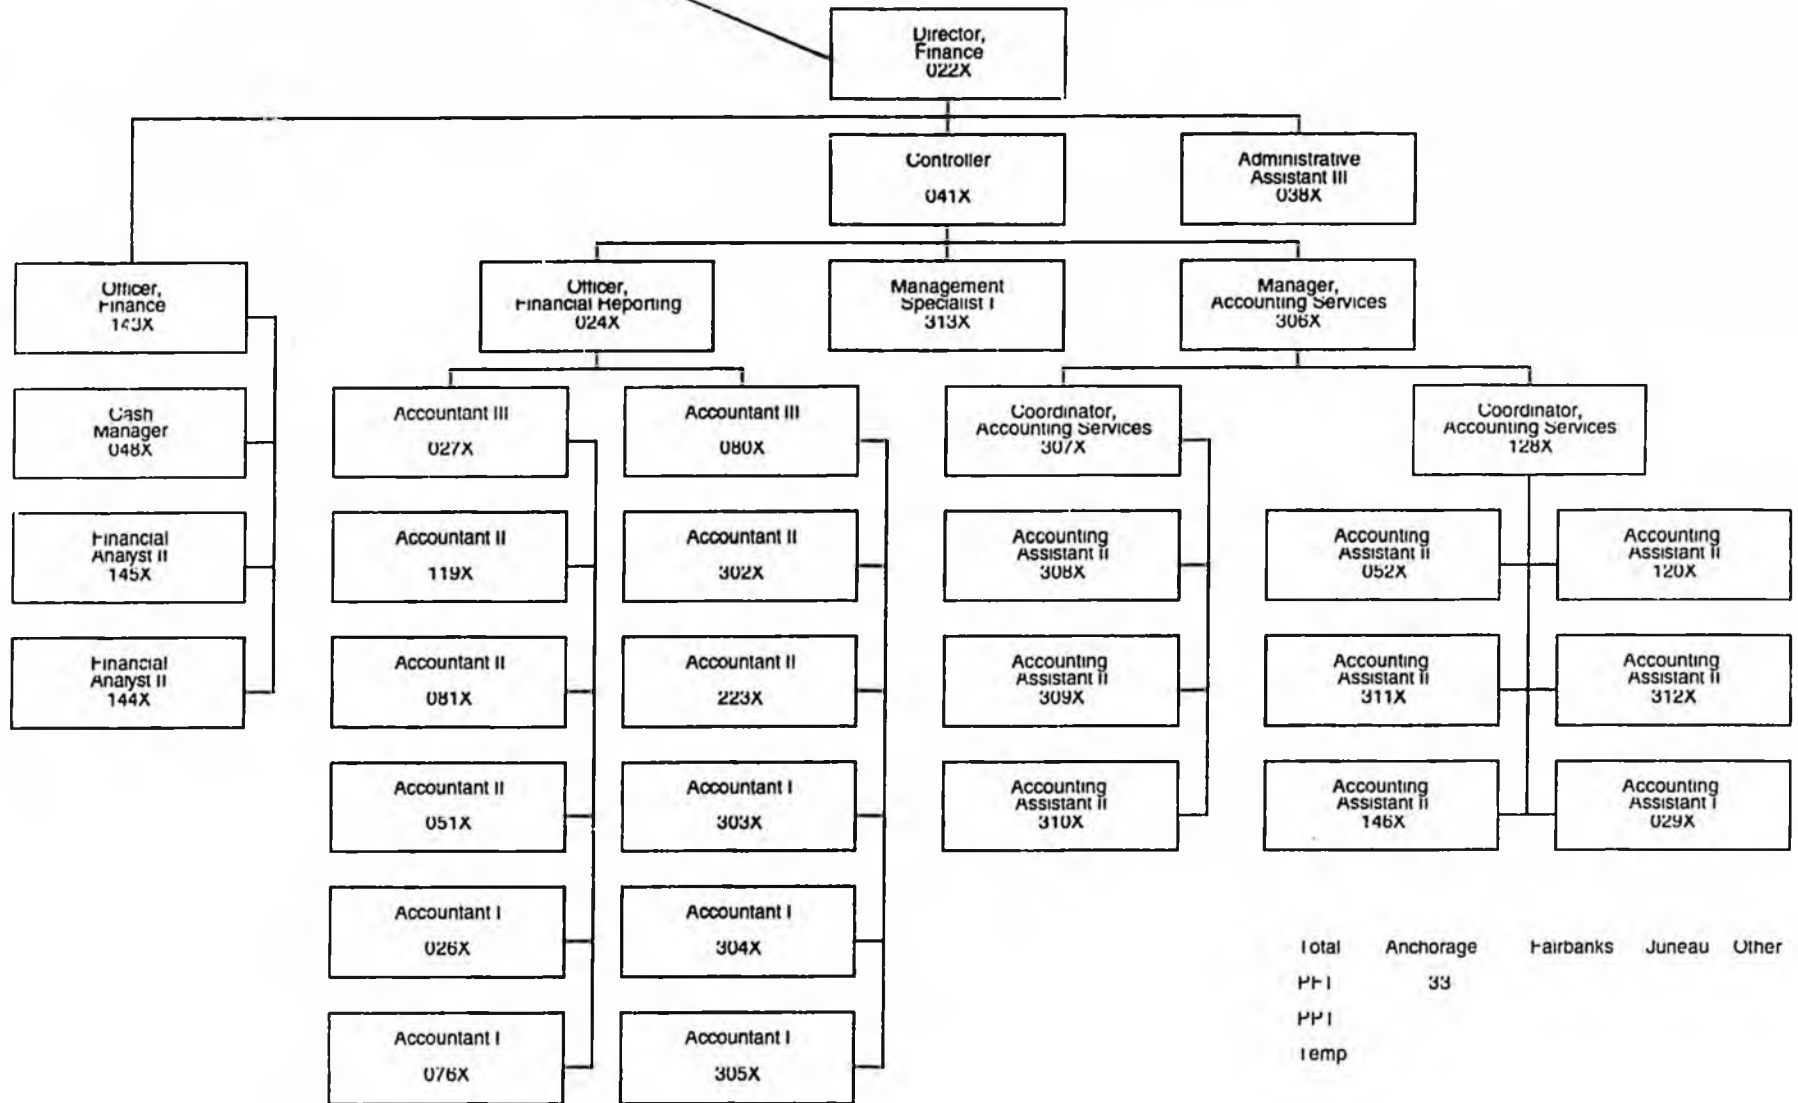 Director,
Finance
022X
Controller
041X
Administrative
Assistant III
038X
Officer,
Finance
143X
Officer,
Financial Reporting
024X
Management
Specialist I
313X
Manager,
Accounting Services
306X
Cash
Manager
048X
Accountant III
027X
Accountant III
080X
Coordinator,
Accounting Services
307X
Coordinator,
Accounting Services
128X
Financial
Analyst II
145X
Accountant II
119X
Accountant II
302X
Accounting
Assistant II
308X
Accounting
Assistant II
052X
Accounting
Assistant II
120X
Financial
Analyst II
144X
Accountant II
081X
Accountant II
223X
Accounting
Assistant II
309X
Accounting
Assistant II
311X
Accounting
Assistant II
312X
Accountant II
051X
Accountant I
303X
Accounting
Assistant II
310X
Accounting
Assistant II
146X
Accounting
Assistant I
029X
Accountant I
026X
Accountant I
304X
Accountant I
076X
Accountant I
305X
Total Anchorage Fairbanks Juneau Other
PFT 33
PPT
Temp